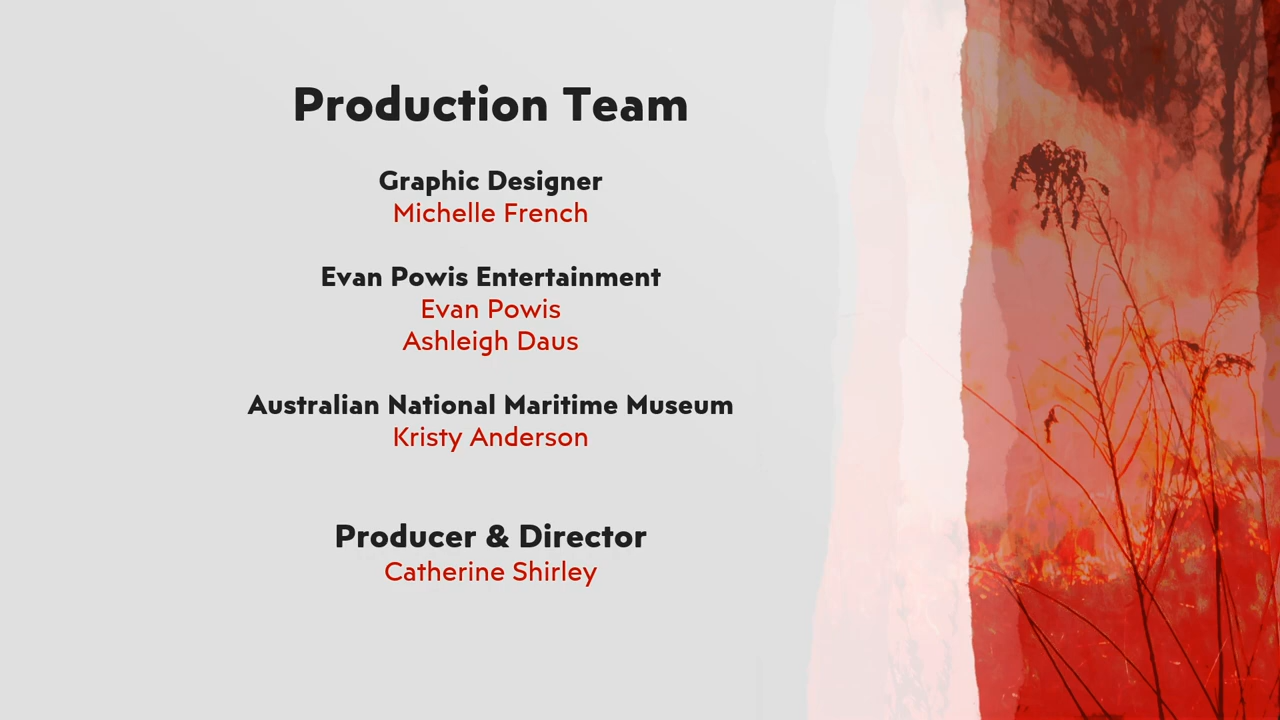 Production Team
Graphic Designer
Michelle French
Evan Powis Entertainment
Evan Powis
Ashleigh Daus
Australian National Maritime Museum
Kristy Anderson
Producer & Director
Catherine Shirley